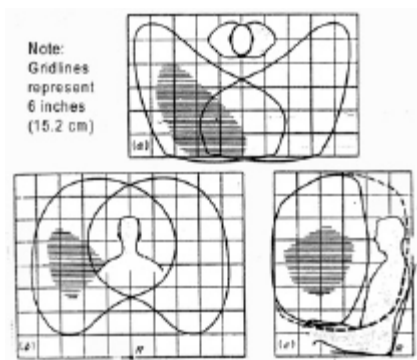 Note:
Gridlines
represent
6 inches
(15.2 cm)
(a)
(b)
R
(c)
R